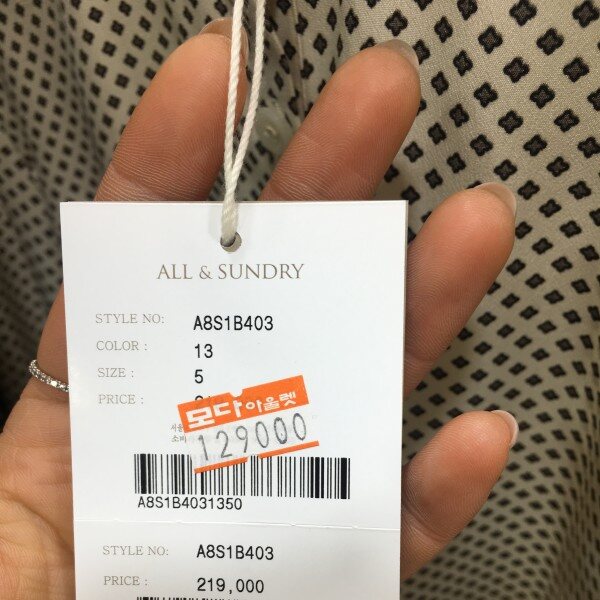 ALL & SUNDRY
STYLE NO: A8S1B403
COLOR : 13
SIZE : 5
PRICE :
모다아울렛
129000
A8S1B4031350
STYLE NO: A8S1B403
PRICE : 219,000